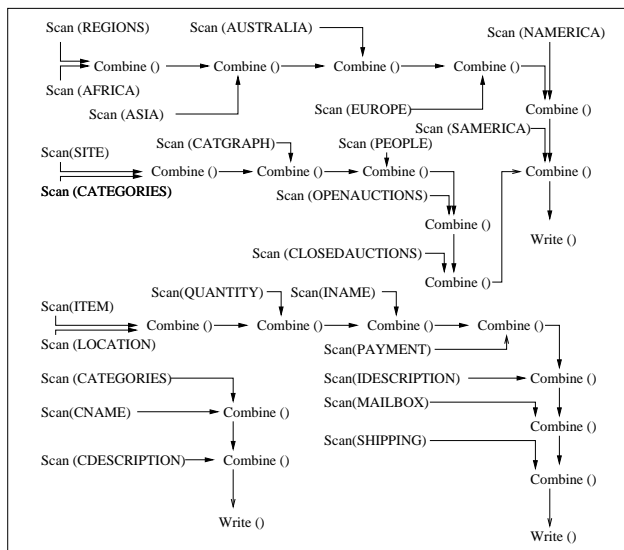 Scan (REGIONS)
Scan (AUSTRALIA)
Scan (NAMERICA)
Combine ()
Combine ()
Combine ()
Combine ()
Scan (AFRICA)
Scan (ASIA)
Scan (EUROPE)
Combine ()
Scan (SAMERICA)
Scan (CATGRAPH)
Scan (PEOPLE)
Scan(SITE)
Combine ()
Combine ()
Combine ()
Combine ()
Scan (CATEGORIES)
Scan (OPENAUCTIONS)
Combine ()
Write ()
Scan (CLOSEDAUCTIONS)
Combine ()
Scan(QUANTITY)
Scan(INAME)
Scan(ITEM)
Combine ()
Combine ()
Combine ()
Combine ()
Scan (LOCATION)
Scan(PAYMENT)
Scan (CATEGORIES)
Scan(IDESCRIPTION)
Combine ()
Scan(CNAME)
Combine ()
Scan(MAILBOX)
Combine ()
Scan(SHIPPING)
Scan (CDESCRIPTION)
Combine ()
Combine ()
Write ()
Write ()